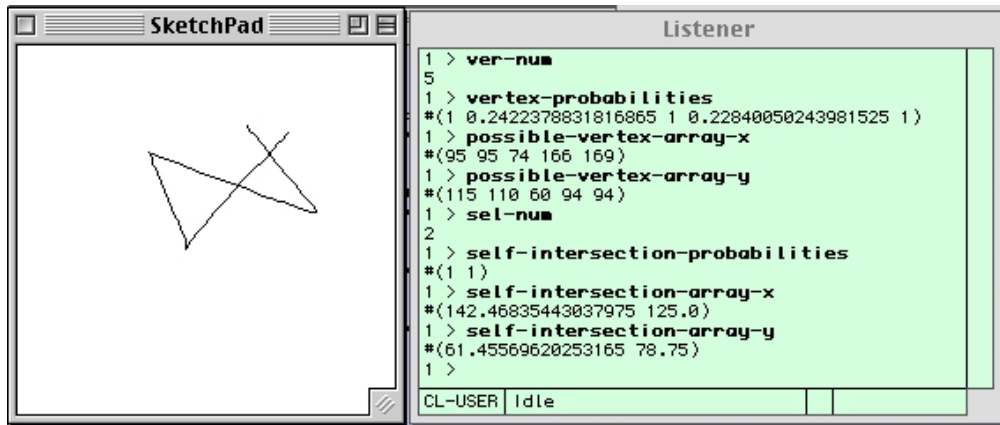 SketchPad
Listener
1 > ver-num
5
1 > vertex-probabilities
#(1 0.2422378831816865 1 0.22840050243981525 1)
1 > possible-vertex-array-x
#(95 95 74 166 169)
1 > possible-vertex-array-y
#(115 110 60 94 94)
1 > sel-num
2
1 > self-intersection-probabilities
#(1 1)
1 > self-intersection-array-x
#(142.46835443037975 125.0)
1 > self-intersection-array-y
#(61.45569620253165 78.75)
1 >
CL-USER Idle